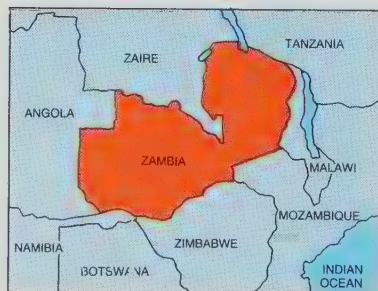 TANZANIA
ZAIRE
ANGOLA
ZAMBIA
MALAWI
MOZAMBIQUE
NAMIBIA
ZIMBABWE
BOTSWANA
INDIAN
OCEAN